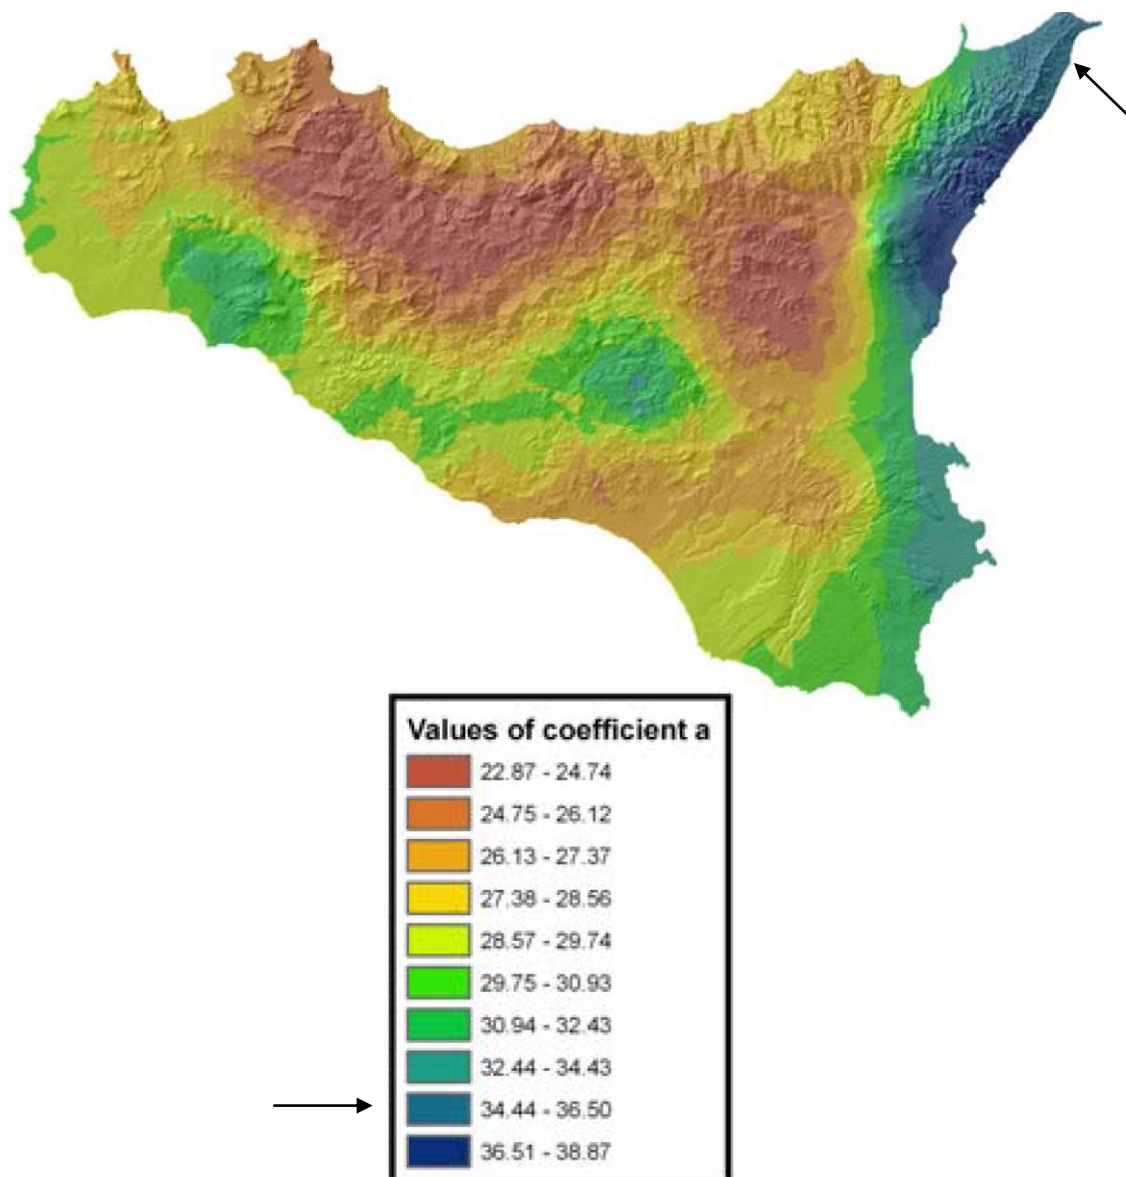 Values of coefficient a
22.87 - 24.74
24.75 - 26.12
26.13 - 27.37
27.38 - 28.56
28.57 - 29.74
29.75 - 30.93
30.94 - 32.43
32.44 - 34.43
34.44 - 36.50
36.51 - 38.87